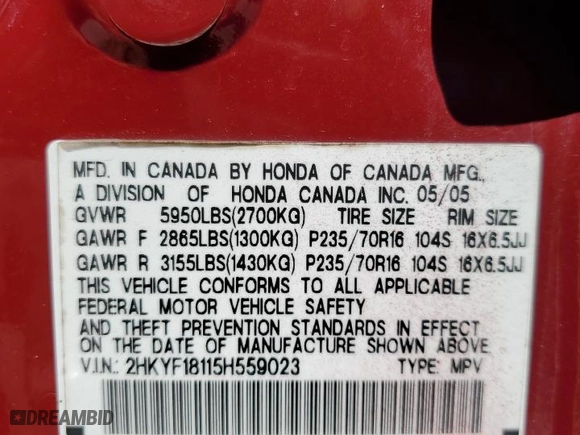 MFD. IN CANADA BY HONDA OF CANADA MFG.,
A DIVISION OF HONDA CANADA INC. 05/05
GVWR 5950LBS(2700KG) TIRE SIZE RIM SIZE
GAWR F 2865LBS(1300KG) P235/70R16 104S 16X6.5JJ
GAWR R 3155LBS(1430KG) P235/70R16 104S 16X6.5JJ
THIS VEHICLE CONFORMS TO ALL APPLICABLE
FEDERAL MOTOR VEHICLE SAFETY
AND THEFT PREVENTION STANDARDS IN EFFECT
ON THE DATE OF MANUFACTURE SHOWN ABOVE.
V.I.N.: 2HKYF18115H559023 TYPE: MPV
DREAMBID